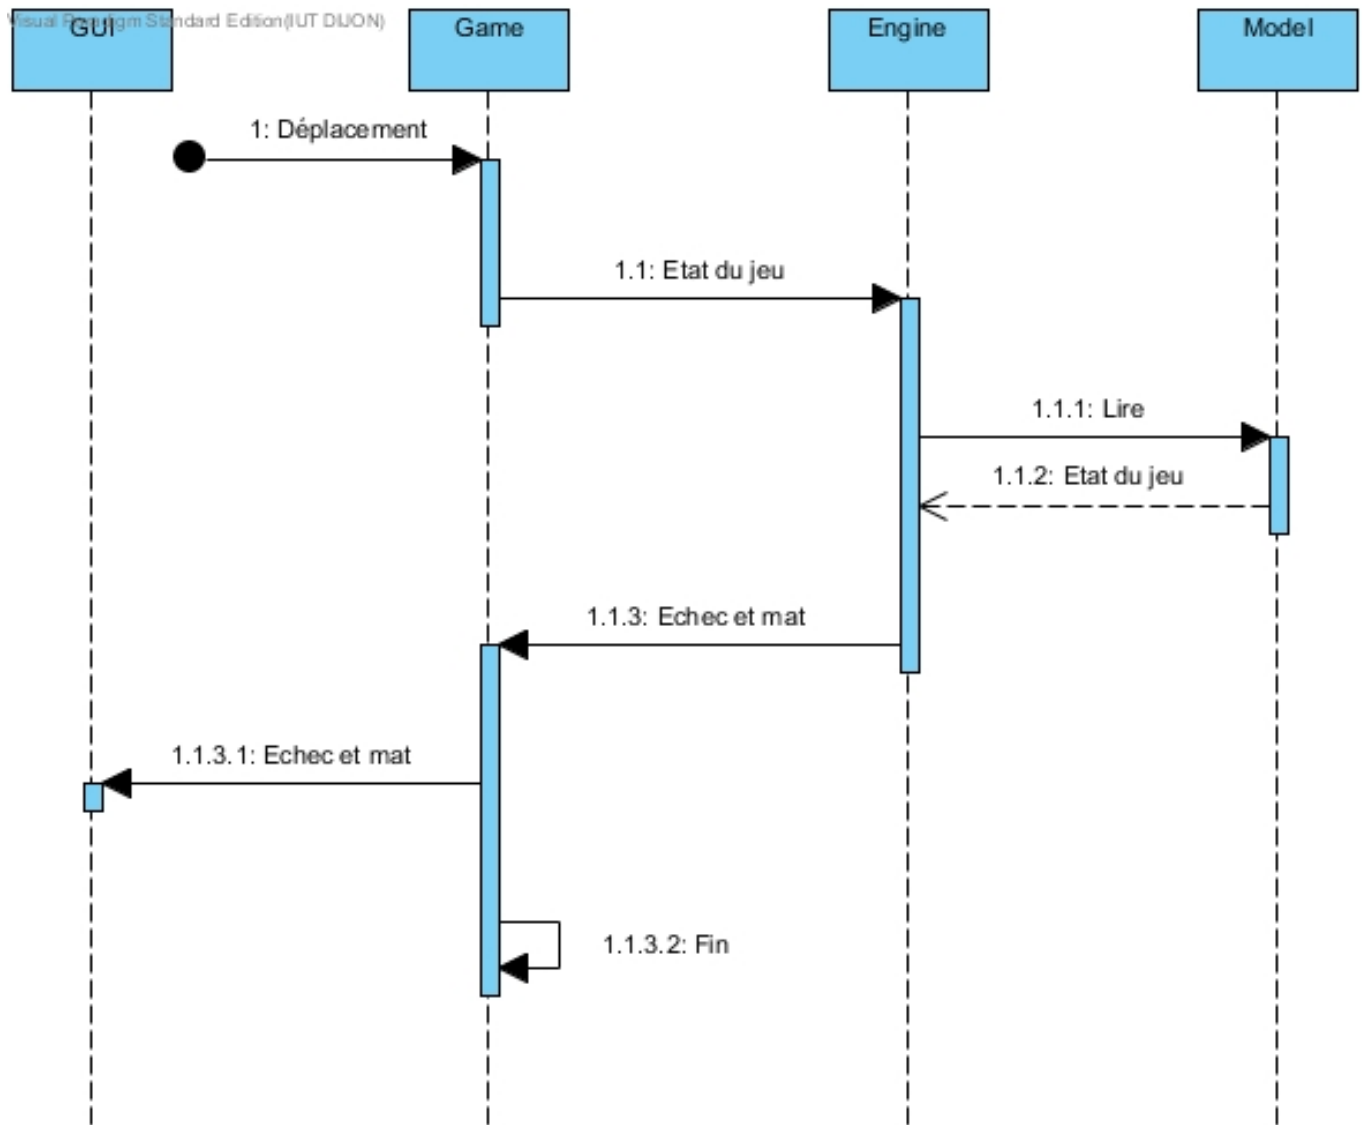 Visual Paradigm Standard Edition(IUT DIJON)
GUI
Game
Engine
Model
1: Déplacement
1.1: Etat du jeu
1.1.1: Lire
1.1.2: Etat du jeu
1.1.3: Echec et mat
1.1.3.1: Echec et mat
1.1.3.2: Fin